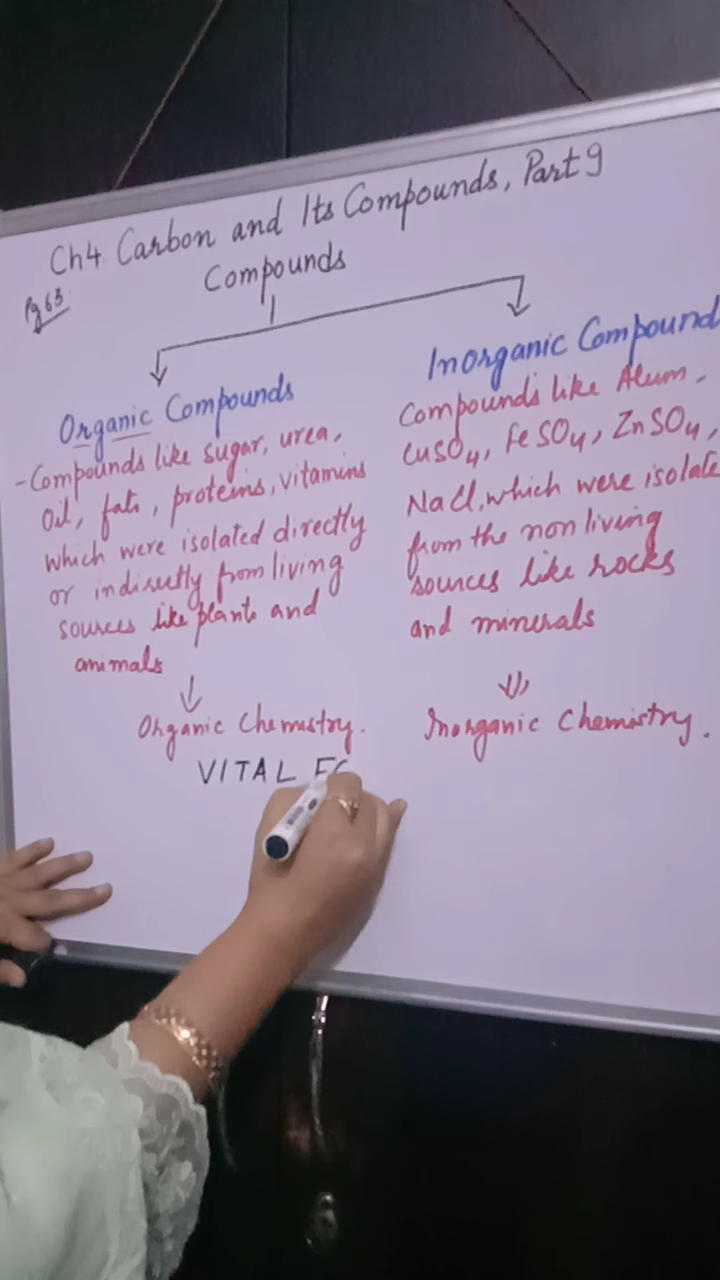 Ch4 Carbon and Its Compounds, Part 9
Pg 63
Compounds
Organic Compounds
- Compounds like sugar, urea,
Oil, fats, proteins, vitamins
which were isolated directly
or indirectly from living
sources like plants and
animals
Organic Chemistry.
VITAL FO
Inorganic Compound
Compounds like Alum,
CuSO4, FeSO4, ZnSO4,
NaCl, which were isolate
from the non living
sources like rocks
and minerals
Inorganic Chemistry.